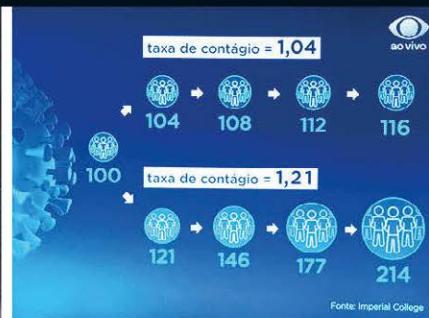 ao vivo
taxa de contágio = 1,04
104 108 112 116
100
taxa de contágio = 1,21
121 146 177 214
Fonte: Imperial College